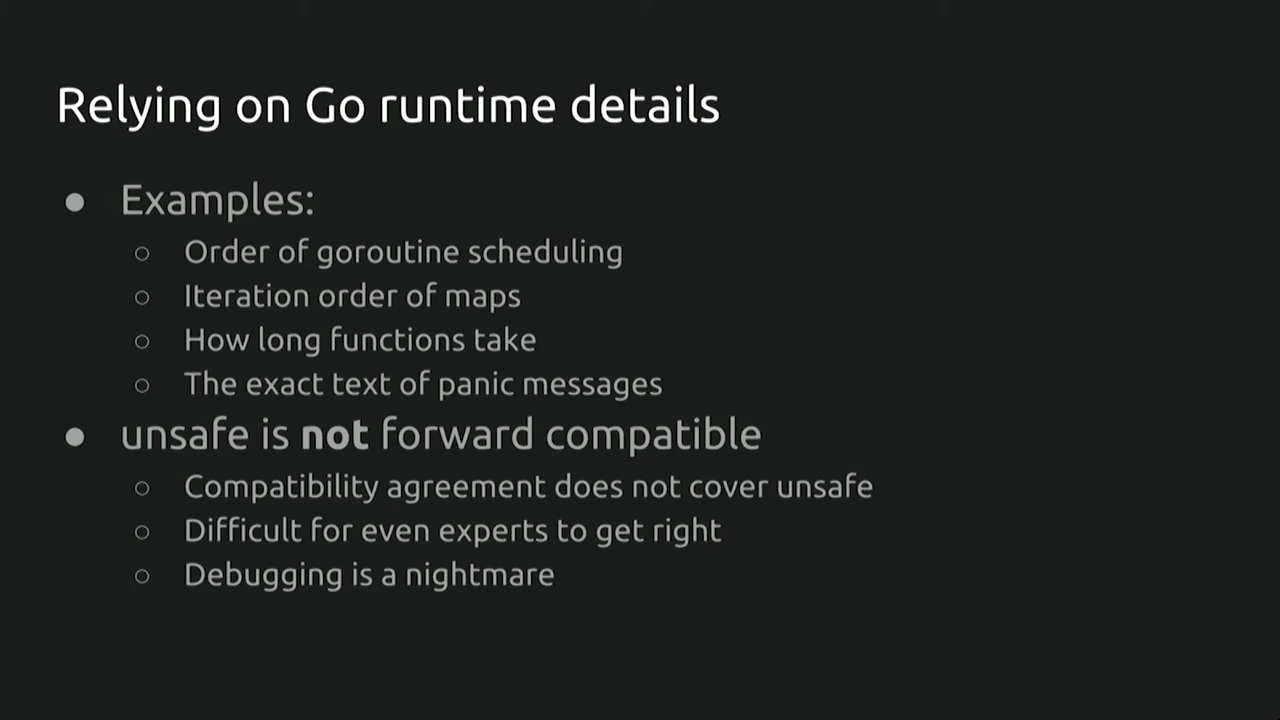 Relying on Go runtime details
● Examples:
○ Order of goroutine scheduling
○ Iteration order of maps
○ How long functions take
○ The exact text of panic messages
● unsafe is not forward compatible
○ Compatibility agreement does not cover unsafe
○ Difficult for even experts to get right
○ Debugging is a nightmare